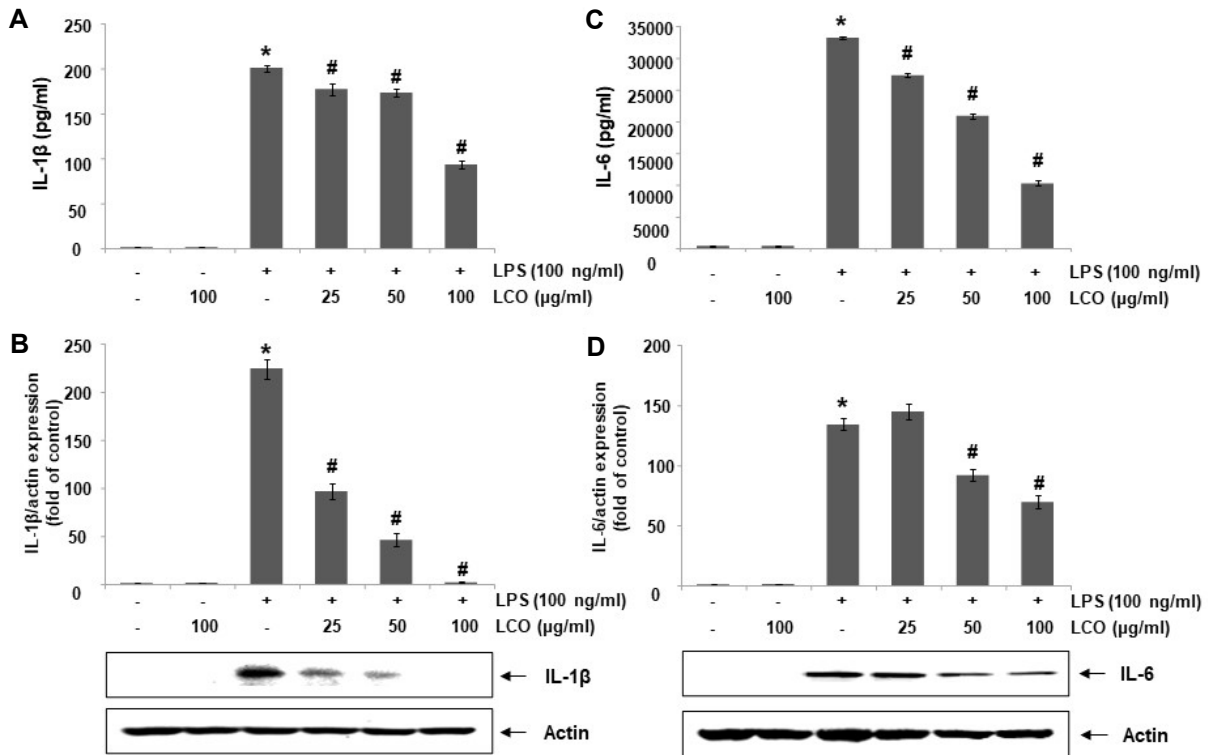 A
IL-1β (pg/ml)
250
200
150
100
50
0
*
#
#
#
- - + + + + LPS (100 ng/ml)
- 100 - 25 50 100 LCO (µg/ml)
C
IL-6 (pg/ml)
35000
30000
25000
20000
15000
10000
5000
0
*
#
#
#
- - + + + + LPS (100 ng/ml)
- 100 - 25 50 100 LCO (µg/ml)
B
IL-1β/actin expression
(fold of control)
250
200
150
100
50
0
*
#
#
#
- - + + + + LPS (100 ng/ml)
- 100 - 25 50 100 LCO (µg/ml)
IL-1β
Actin
D
IL-6/actin expression
(fold of control)
200
150
100
50
0
*
#
#
- - + + + + LPS (100 ng/ml)
- 100 - 25 50 100 LCO (µg/ml)
IL-6
Actin